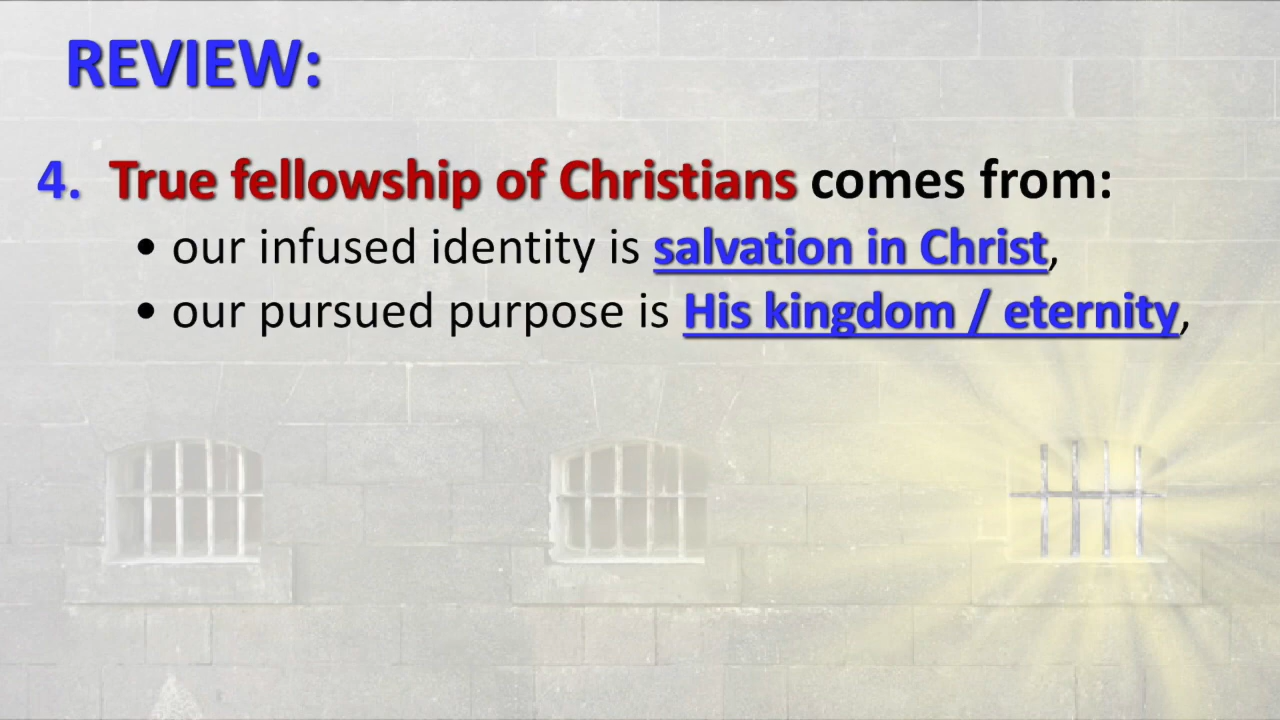 REVIEW:
4. True fellowship of Christians comes from:
• our infused identity is salvation in Christ,
• our pursued purpose is His kingdom / eternity,